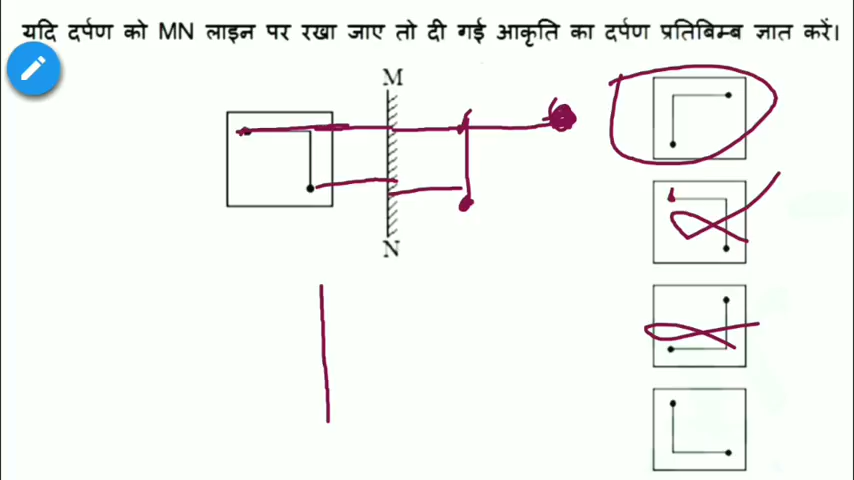 यदि दर्पण को MN लाइन पर रखा जाए तो दी गई आकृति का दर्पण प्रतिबिम्ब ज्ञात करें।
M
N